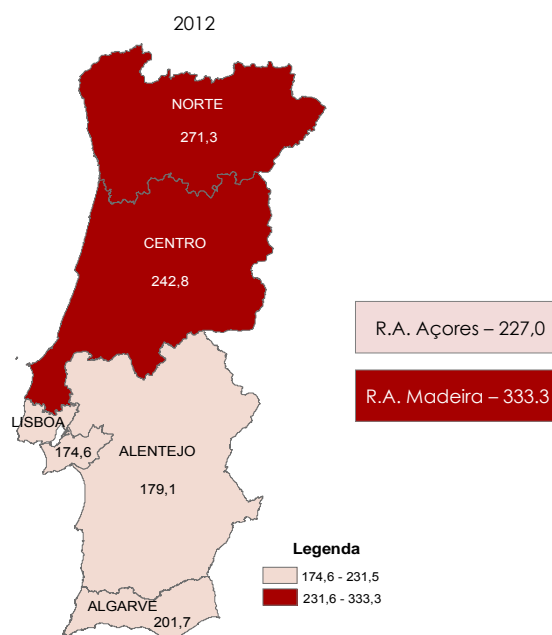 2012
NORTE
271,3
CENTRO
242,8
R.A. Açores – 227,0
R.A. Madeira – 333.3
LISBOA
174,6
ALENTEJO
179,1
Legenda
174,6 - 231,5
231,6 - 333,3
ALGARVE
201,7